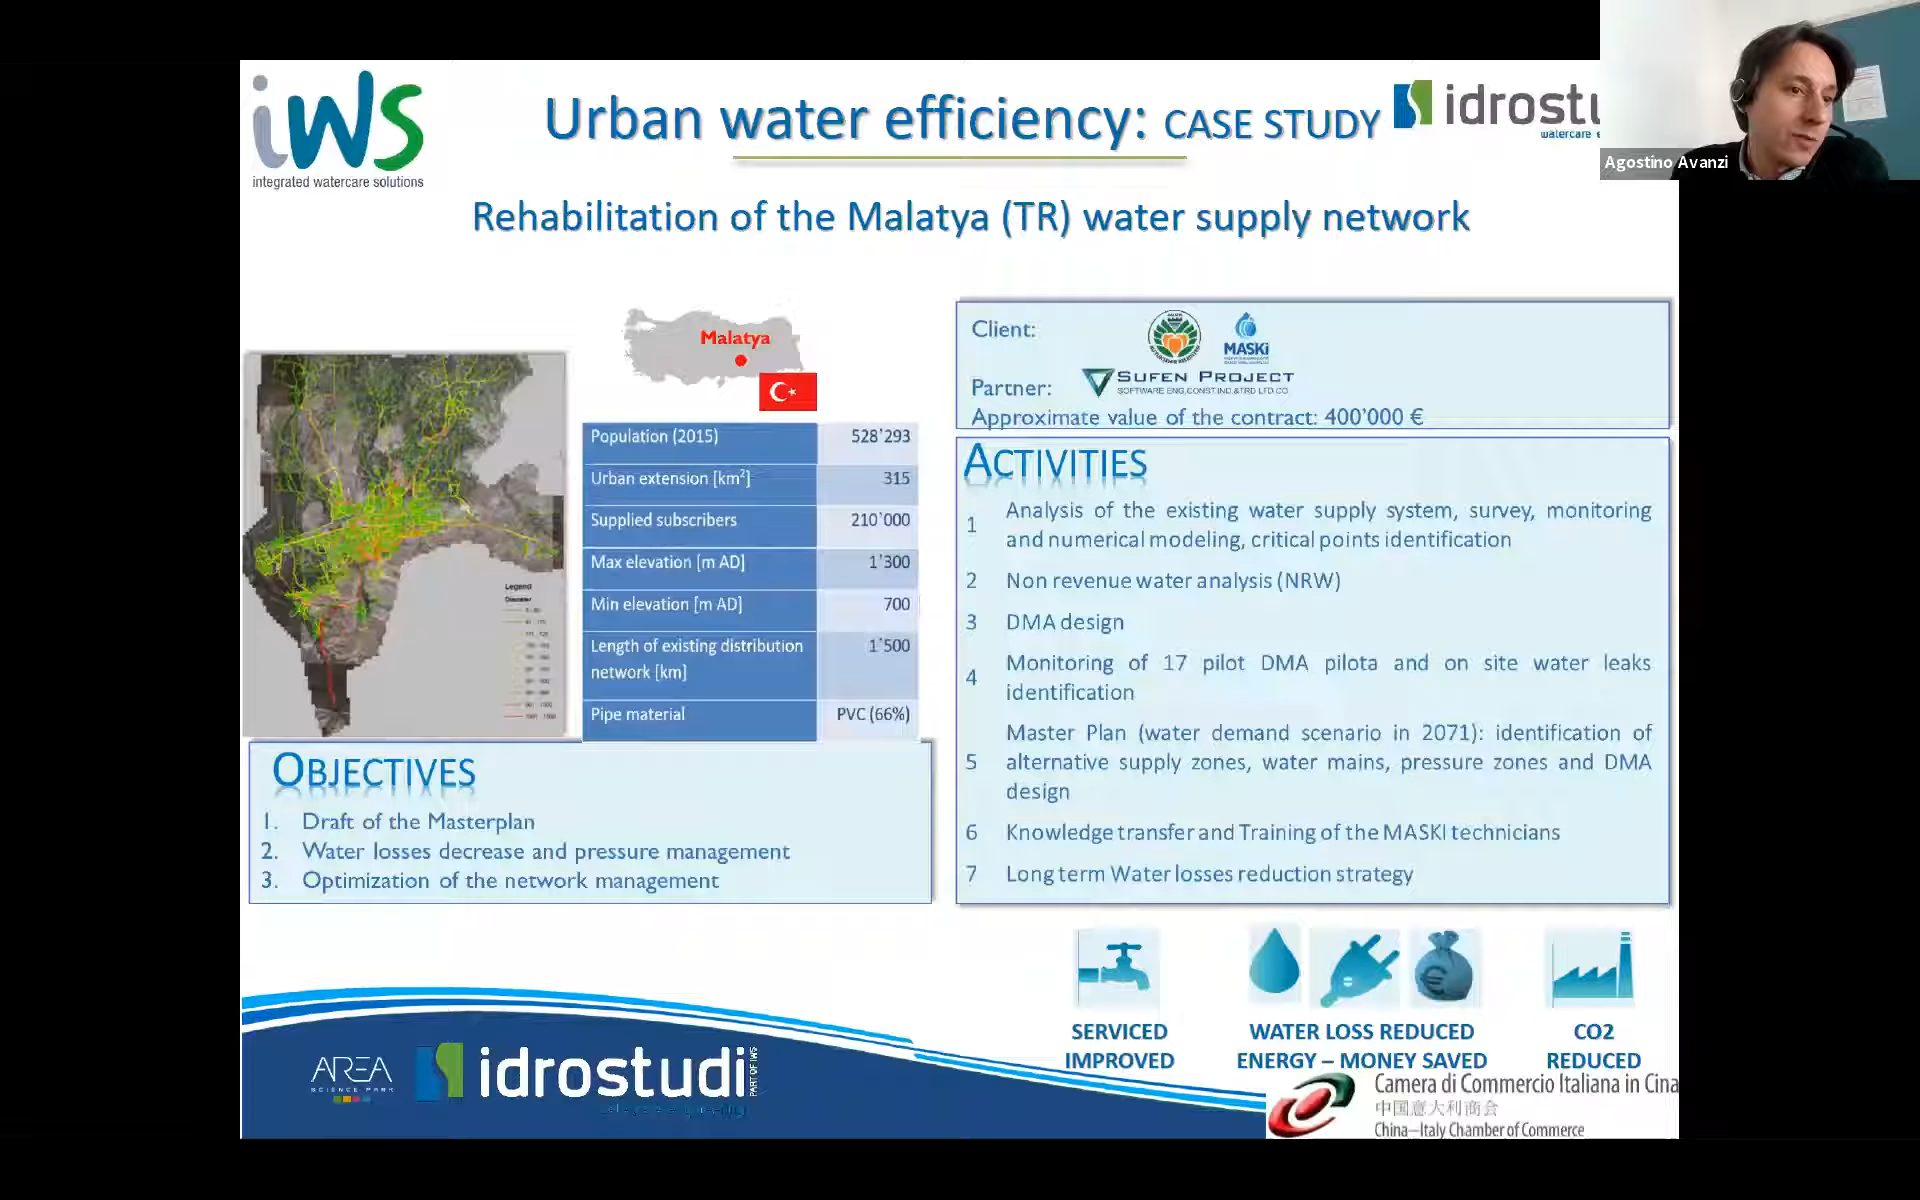 iws
integrated watercare solutions
Urban water efficiency: CASE STUDY
idrostu
watercare e
Agostino Avanzi
Rehabilitation of the Malatya (TR) water supply network
Malatya
Population (2015) 528'293
Urban extension [km²] 315
Supplied subscribers 210'000
Max elevation [m AD] 1'300
Min elevation [m AD] 700
Length of existing distribution
network [km] 1'500
Pipe material PVC (66%)
Legend
Diameter
OBJECTIVES
1. Draft of the Masterplan
2. Water losses decrease and pressure management
3. Optimization of the network management
Client:
MASKi
Partner: SUFEN PROJECT
SOFTWARE ENG.CONST.IND.&TRD LTD.CO
Approximate value of the contract: 400'000 €
ACTIVITIES
1 Analysis of the existing water supply system, survey, monitoring
and numerical modeling, critical points identification
2 Non revenue water analysis (NRW)
3 DMA design
4 Monitoring of 17 pilot DMA pilota and on site water leaks
identification
5 Master Plan (water demand scenario in 2071): identification of
alternative supply zones, water mains, pressure zones and DMA
design
6 Knowledge transfer and Training of the MASKI technicians
7 Long term Water losses reduction strategy
SERVICED
IMPROVED
WATER LOSS REDUCED
ENERGY – MONEY SAVED
CO2
REDUCED
AREA
SCIENCE PARK
idrostudi
PART OF IWS
Camera di Commercio Italiana in Cina
中国意大利商会
China–Italy Chamber of Commerce